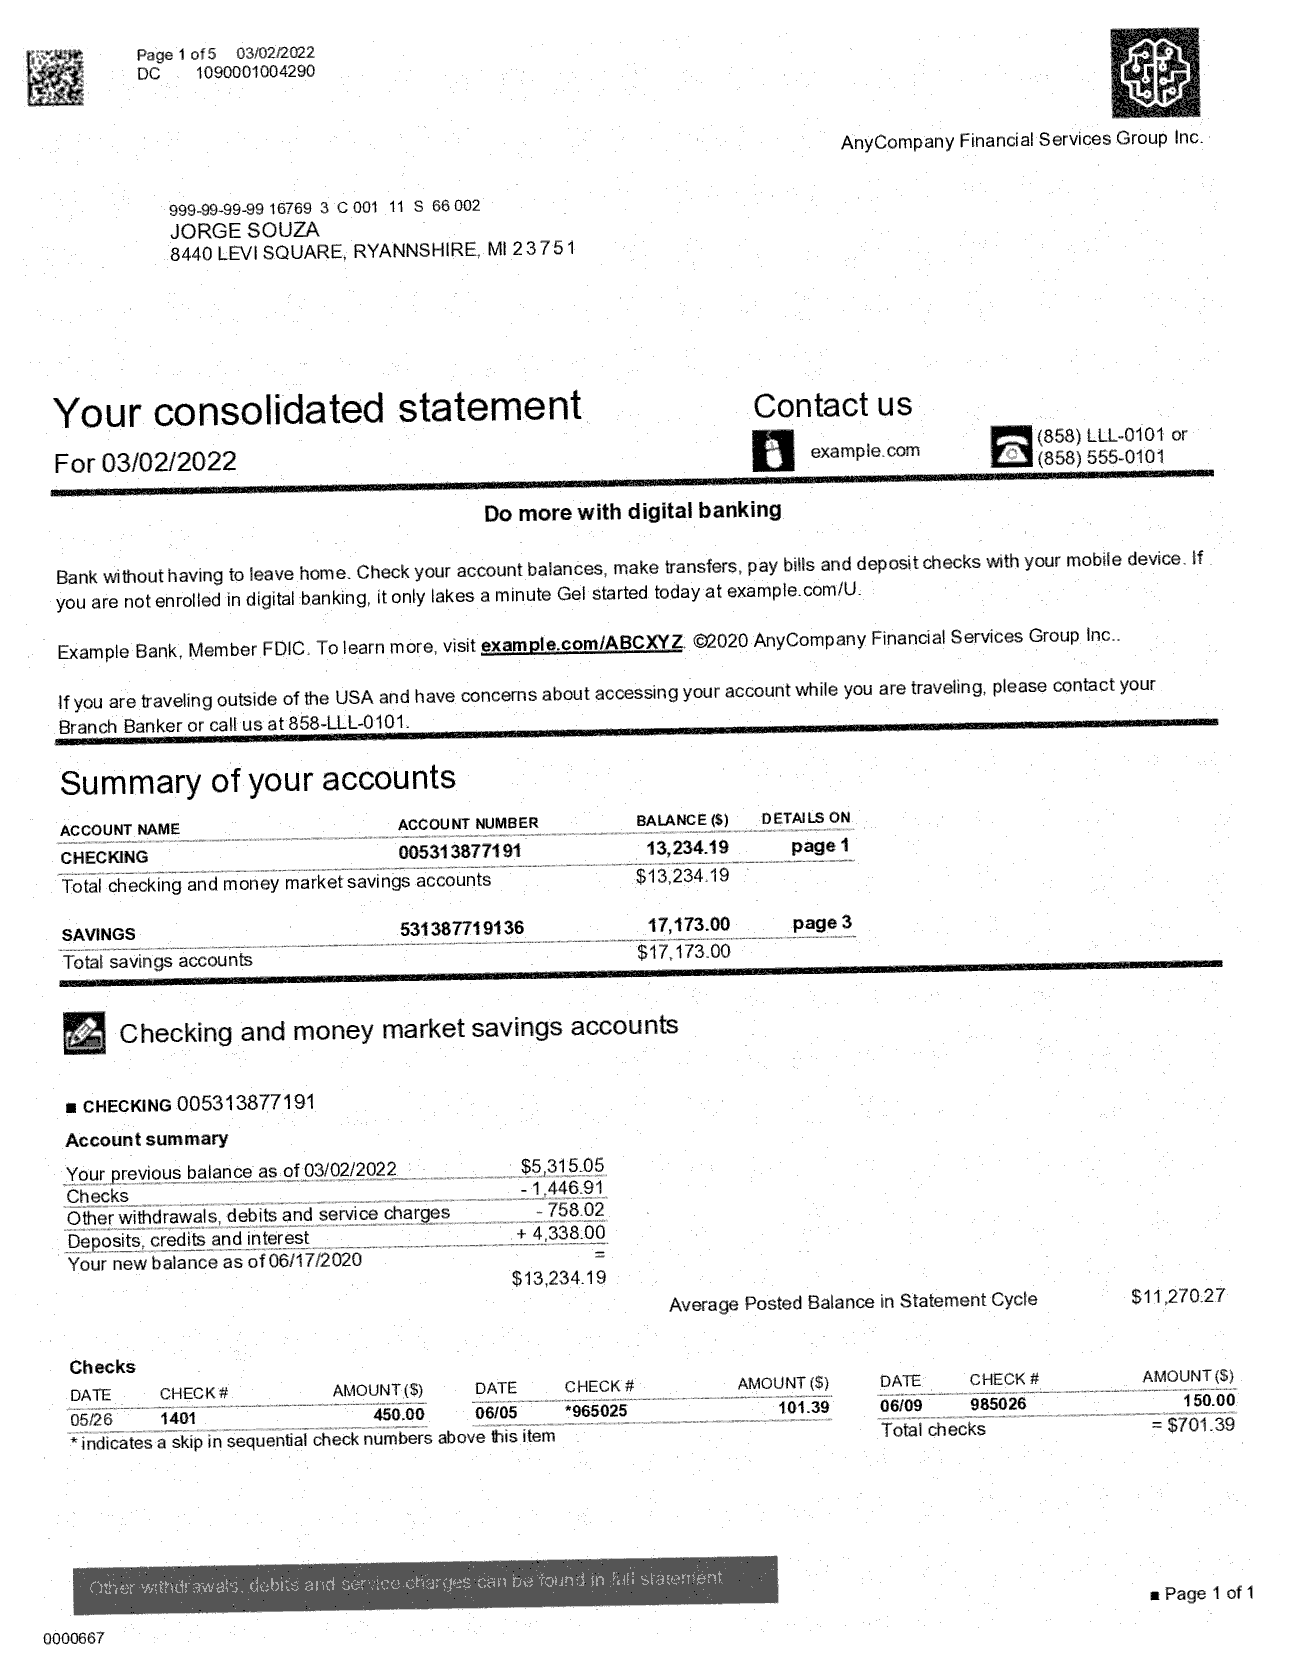 Page 1 of 5 03/02/2022
DC 1090001004290
AnyCompany Financial Services Group Inc.
999-99-99-99 16769 3 C 001 11 S 66 002
JORGE SOUZA
8440 LEVI SQUARE, RYANNSHIRE, MI 23751
Your consolidated statement
For 03/02/2022
Contact us
example.com
(858) LLL-0101 or
(858) 555-0101
Do more with digital banking
Bank without having to leave home. Check your account balances, make transfers, pay bills and deposit checks with your mobile device. If
you are not enrolled in digital banking, it only lakes a minute Gel started today at example.com/U.
Example Bank, Member FDIC. To learn more, visit example.com/ABCXYZ. ©2020 AnyCompany Financial Services Group Inc..
If you are traveling outside of the USA and have concerns about accessing your account while you are traveling, please contact your
Branch Banker or call us at 858-LLL-0101.
Summary of your accounts
ACCOUNT NAME ACCOUNT NUMBER BALANCE ($) DETAILS ON
CHECKING 005313877191 13,234.19 page 1
Total checking and money market savings accounts $13,234.19
SAVINGS 531387719136 17,173.00 page 3
Total savings accounts $17,173.00
Checking and money market savings accounts
■ CHECKING 005313877191
Account summary
Your previous balance as of 03/02/2022 $5,315.05
Checks - 1,446.91
Other withdrawals, debits and service charges - 758.02
Deposits, credits and interest + 4,338.00
Your new balance as of 06/17/2020 =
$13,234.19
Average Posted Balance in Statement Cycle $11,270.27
Checks
DATE CHECK # AMOUNT ($) DATE CHECK # AMOUNT ($) DATE CHECK # AMOUNT ($)
05/26 1401 450.00 06/05 *965025 101.39 06/09 985026 150.00
* indicates a skip in sequential check numbers above this item Total checks = $701.39
Other withdrawals, debits and service charges can be found in full statement
■ Page 1 of 1
0000667